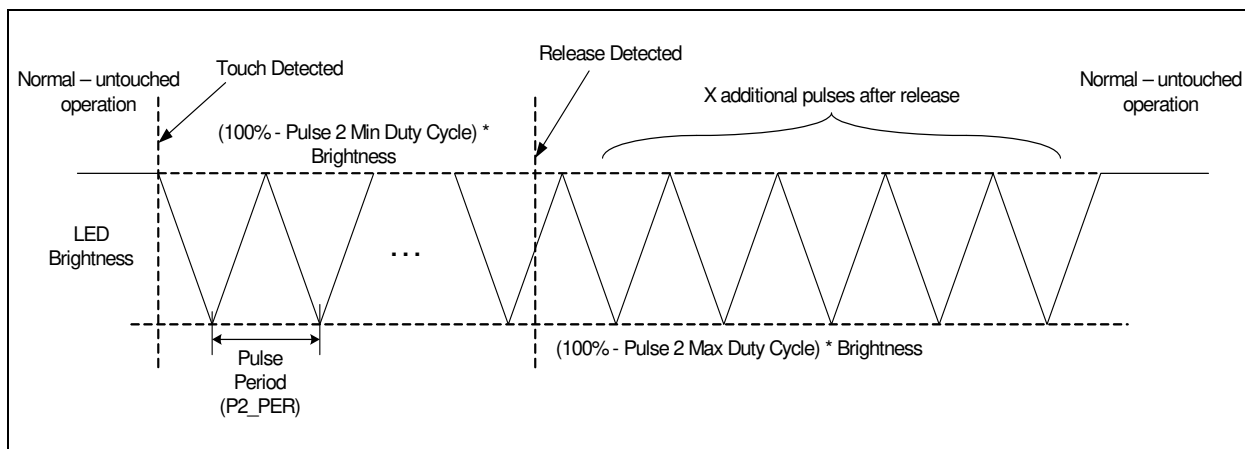 Normal – untouched
operation
Touch Detected
Release Detected
X additional pulses after release
Normal – untouched
operation
(100% - Pulse 2 Min Duty Cycle) *
Brightness
LED
Brightness
. . .
Pulse
Period
(P2_PER)
(100% - Pulse 2 Max Duty Cycle) * Brightness